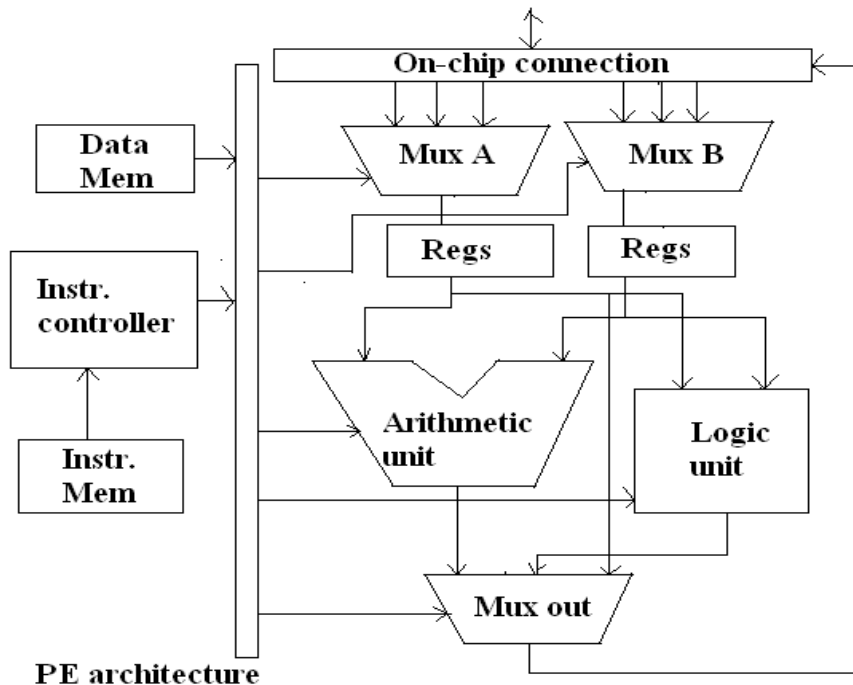 On-chip connection
Data
Mem
Mux A
Mux B
Regs
Regs
Instr.
controller
Arithmetic
unit
Logic
unit
Instr.
Mem
Mux out
PE architecture